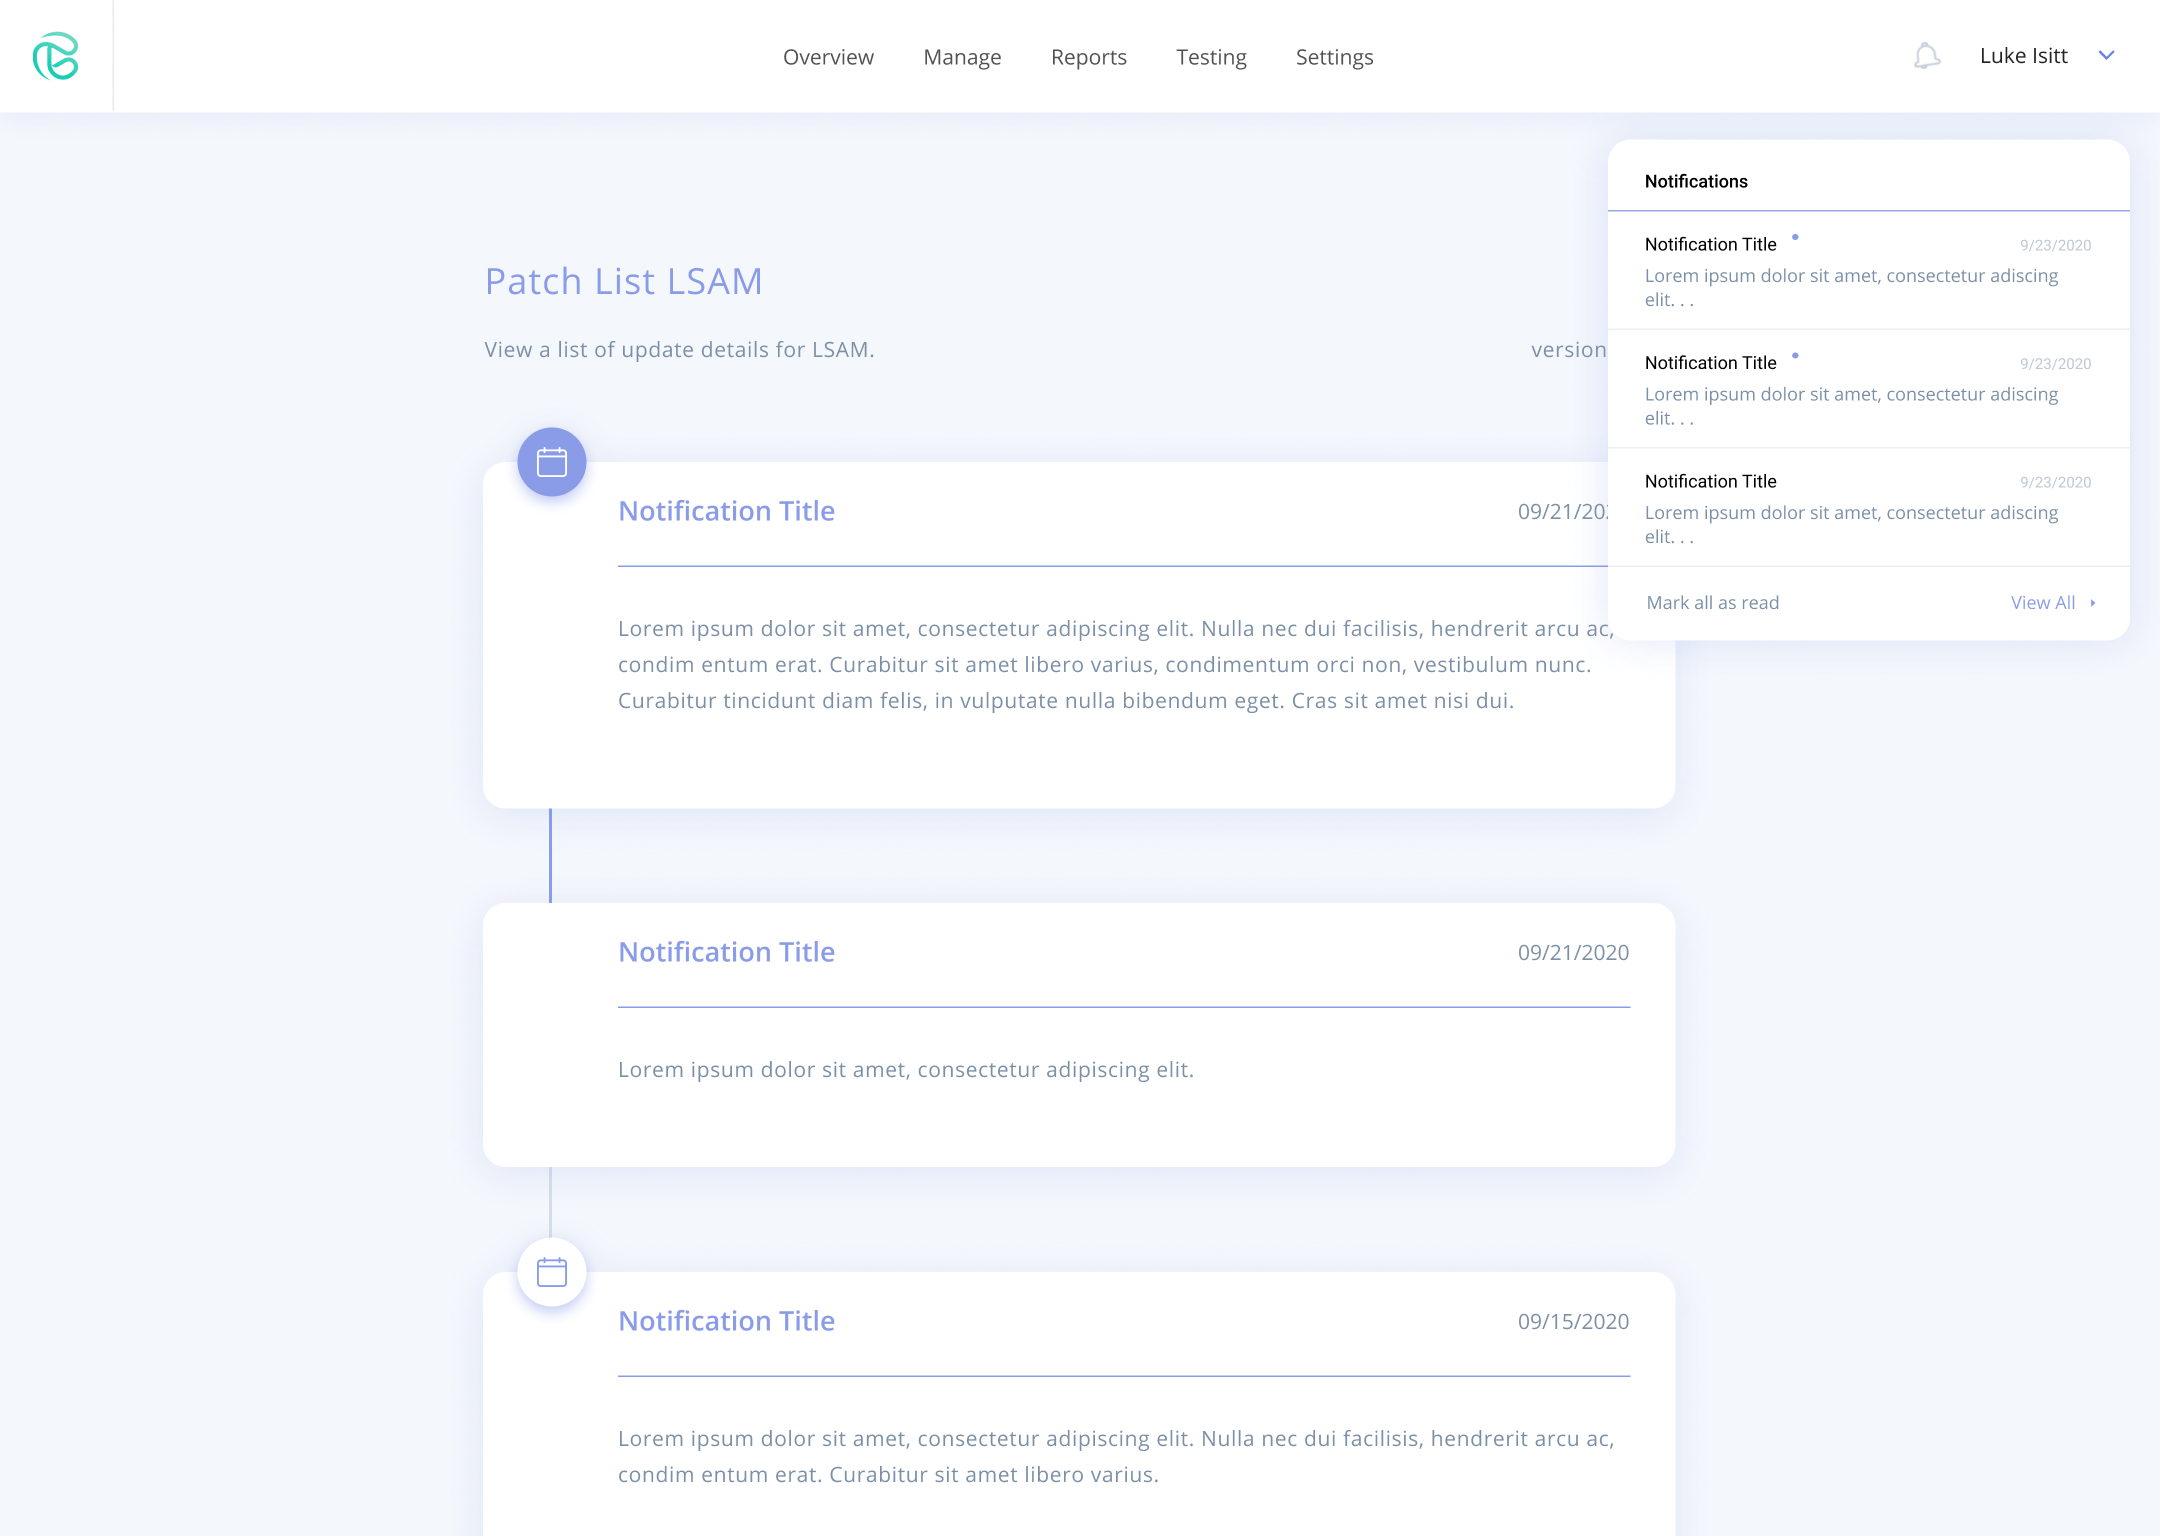 Overview Manage Reports Testing Settings
Luke Isitt
Notifications
Notification Title 9/23/2020
Lorem ipsum dolor sit amet, consectetur adiscing
elit. . .
Notification Title 9/23/2020
Lorem ipsum dolor sit amet, consectetur adiscing
elit. . .
Notification Title 9/23/2020
Lorem ipsum dolor sit amet, consectetur adiscing
elit. . .
Mark all as read View All
Patch List LSAM
View a list of update details for LSAM. version
Notification Title
Lorem ipsum dolor sit amet, consectetur adipiscing elit. Nulla nec dui facilisis, hendrerit arcu ac,
condim entum erat. Curabitur sit amet libero varius, condimentum orci non, vestibulum nunc.
Curabitur tincidunt diam felis, in vulputate nulla bibendum eget. Cras sit amet nisi dui.
Notification Title 09/21/2020
Lorem ipsum dolor sit amet, consectetur adipiscing elit.
Notification Title 09/15/2020
Lorem ipsum dolor sit amet, consectetur adipiscing elit. Nulla nec dui facilisis, hendrerit arcu ac,
condim entum erat. Curabitur sit amet libero varius.